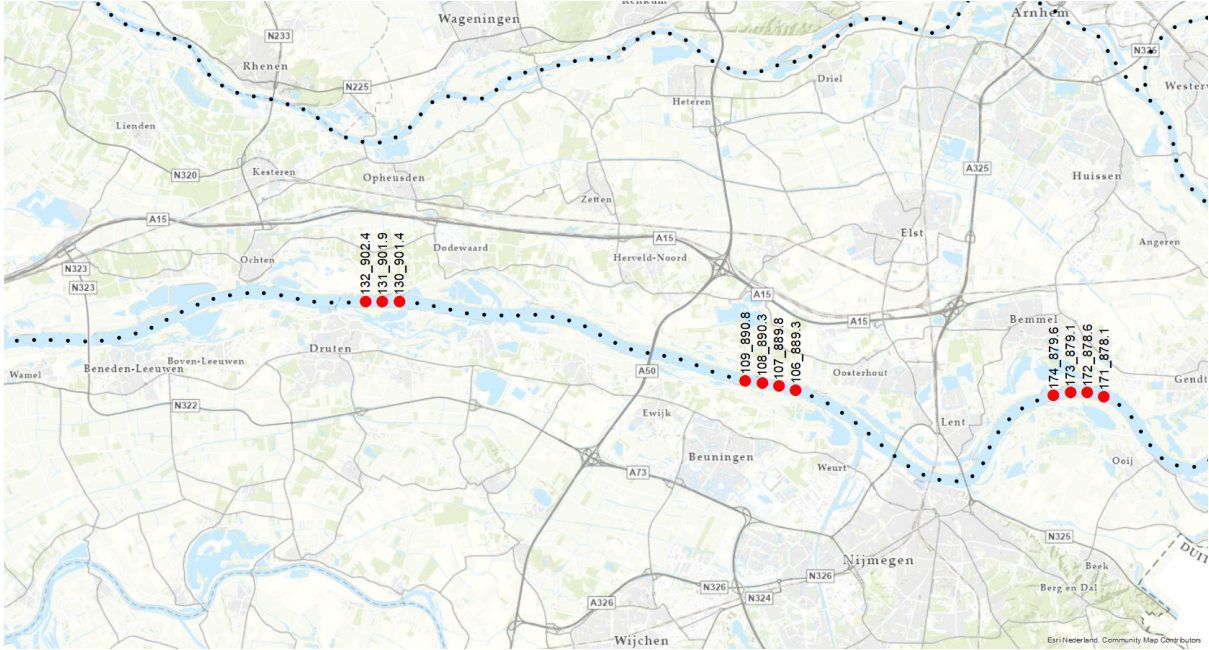 Wageningen
Renkum
Arnhem
N233
N325
Rhenen
N225
Driel
Heteren
Lienden
Kesteren
N320
Opheusden
A325
Huissen
Zetten
A15
Elst
A15
Dodewaard
Angeren
Ochten
Herveld-Noord
N323
N323
132_902.4
131_901.9
130_901.4
A15
A15
Bemmel
Druten
Boven-Leeuwen
Beneden-Leeuwen
Wamel
A50
109_890.8
108_890.3
107_889.8
106_889.3
Oosterhout
174_879.6
173_879.1
172_878.6
171_878.1
N322
Ewijk
Lent
Beuningen
Weurt
Ooij
A73
N325
Nijmegen
Beek
N326
N326
Berg en Dal
A326
N324
Wijchen
Esri Nederland, Community Map Contributors